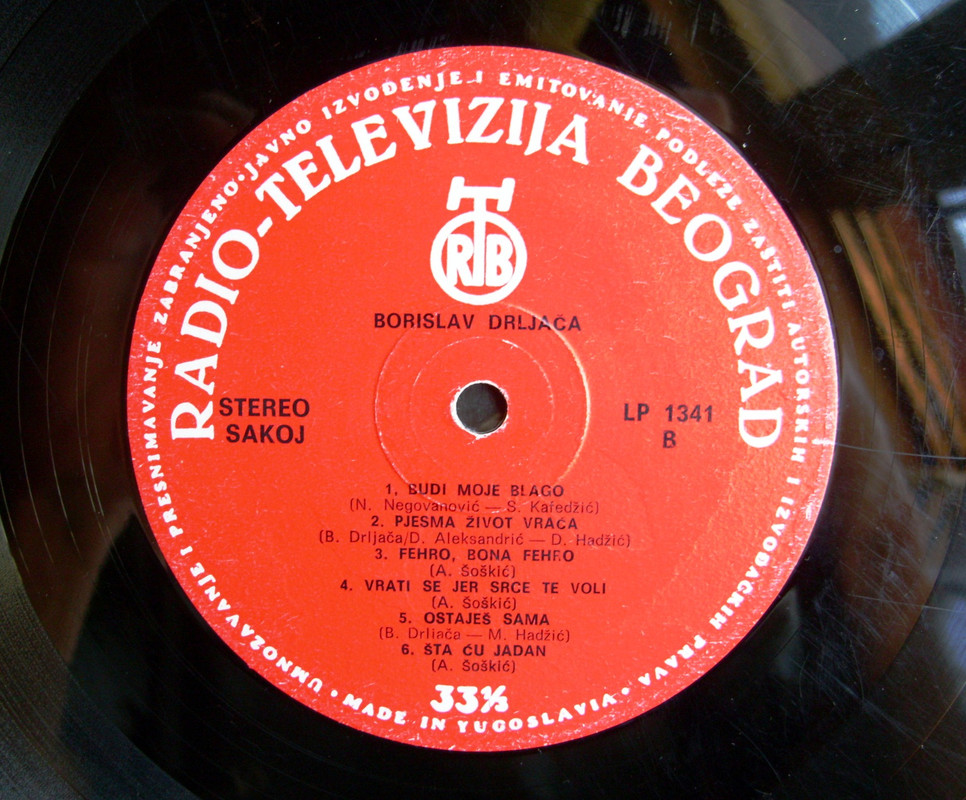 UMNOŽAVANJE I PRESNIMAVANJE ZABRANJENO • JAVNO IZVOĐENJE I EMITOVANJE PODLEŽE ZAŠTITI AUTORSKIH I IZVOĐAČKIH PRAVA • MADE IN YUGOSLAVIA •
RADIO-TELEVIZIJA BEOGRAD
RTB
BORISLAV DRLJAČA
STEREO
SAKOJ
LP 1341
B
1, BUDI MOJE BLAGO
(N. Negovanović — S. Kafedžić)
2. PJESMA ŽIVOT VRAĆA
(B. Drljača/D. Aleksandrić — D. Hadžić)
3. FEHRO, BONA FEHRO
(A. Šoškić)
4. VRATI SE JER SRCE TE VOLI
(A. Šoškić)
5. OSTAJEŠ SAMA
(B. Drljača — M. Hadžić)
6. ŠTA ĆU JADAN
(A. Šoškić)
33⅓